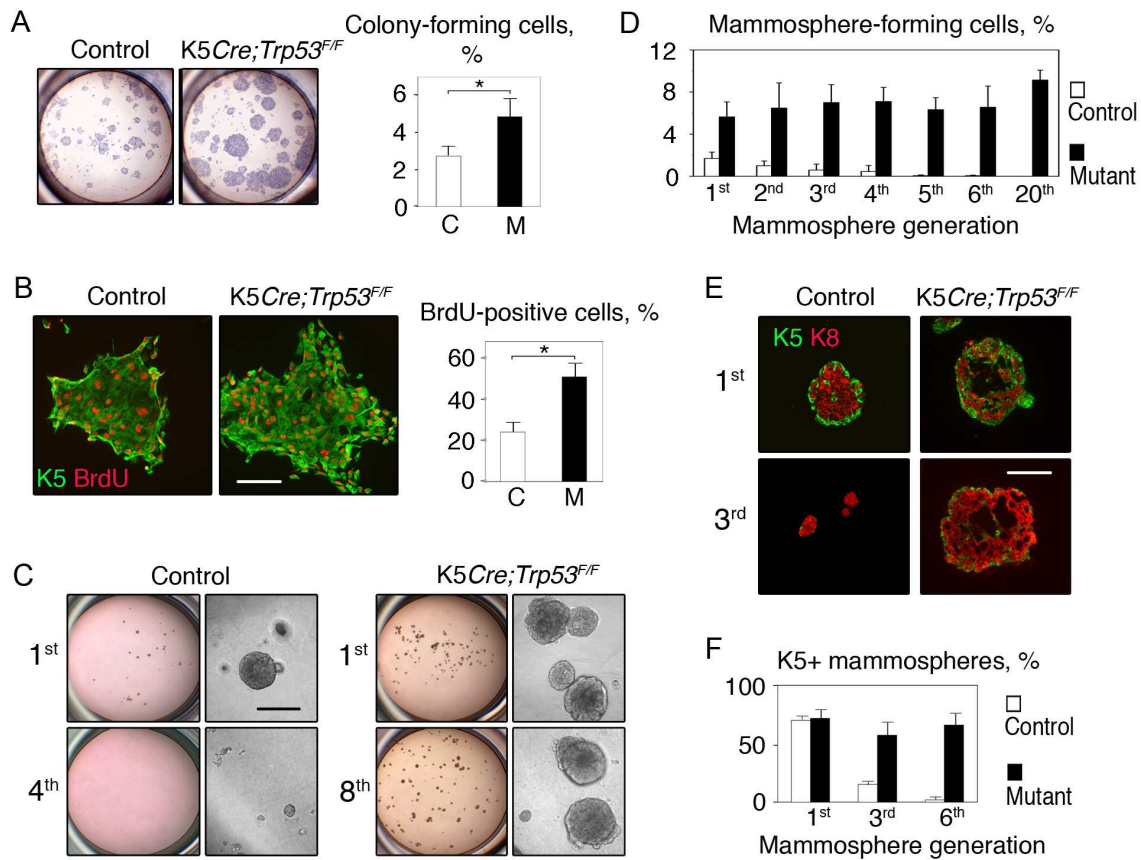 A
Control
K5Cre;Trp53F/F
Colony-forming cells,
%
6
4
2
0
*
C
M
B
Control
K5Cre;Trp53F/F
K5 BrdU
BrdU-positive cells, %
60
40
20
0
*
C
M
C
Control
K5Cre;Trp53F/F
1st
4th
1st
8th
D
Mammosphere-forming cells, %
12
8
4
0
1st 2nd 3rd 4th 5th 6th 20th
Mammosphere generation
Control
Mutant
E
Control
K5Cre;Trp53F/F
K5 K8
1st
3rd
F
K5+ mammospheres, %
100
50
0
1st 3rd 6th
Mammosphere generation
Control
Mutant